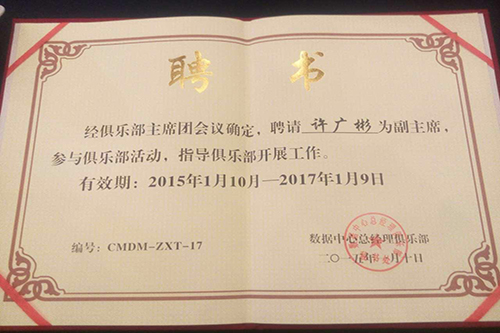 聘 书
经俱乐部主席团会议确定，聘请 许广彬 为副主席，
参与俱乐部活动，指导俱乐部开展工作。
有效期：2015年1月10日—2017年1月9日
编号：CMDM-ZXT-17
数据中心总经理俱乐部
二〇一五年一月十日